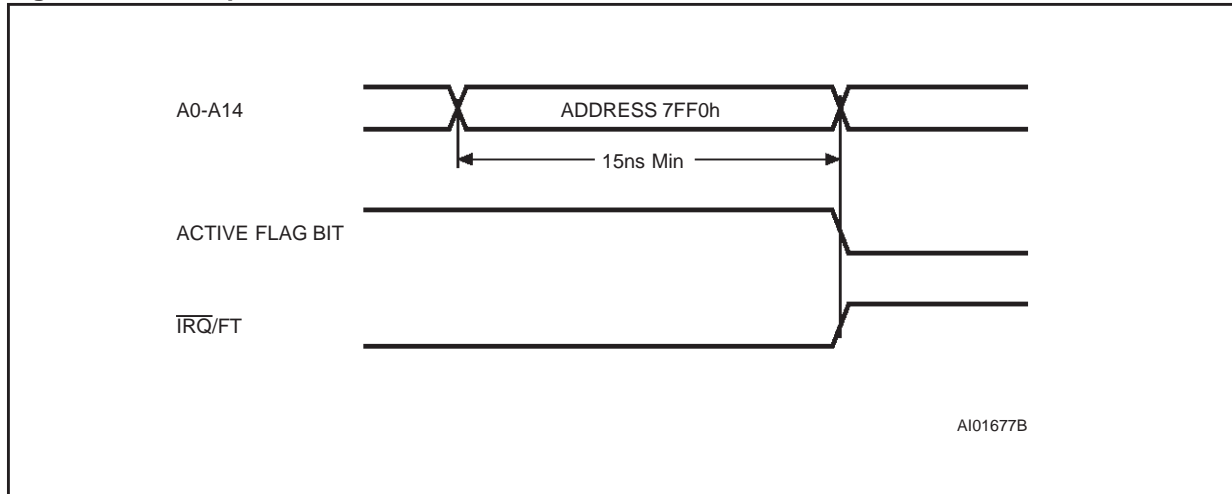 A0-A14
ADDRESS 7FF0h
15ns Min
ACTIVE FLAG BIT
IRQ/FT
AI01677B